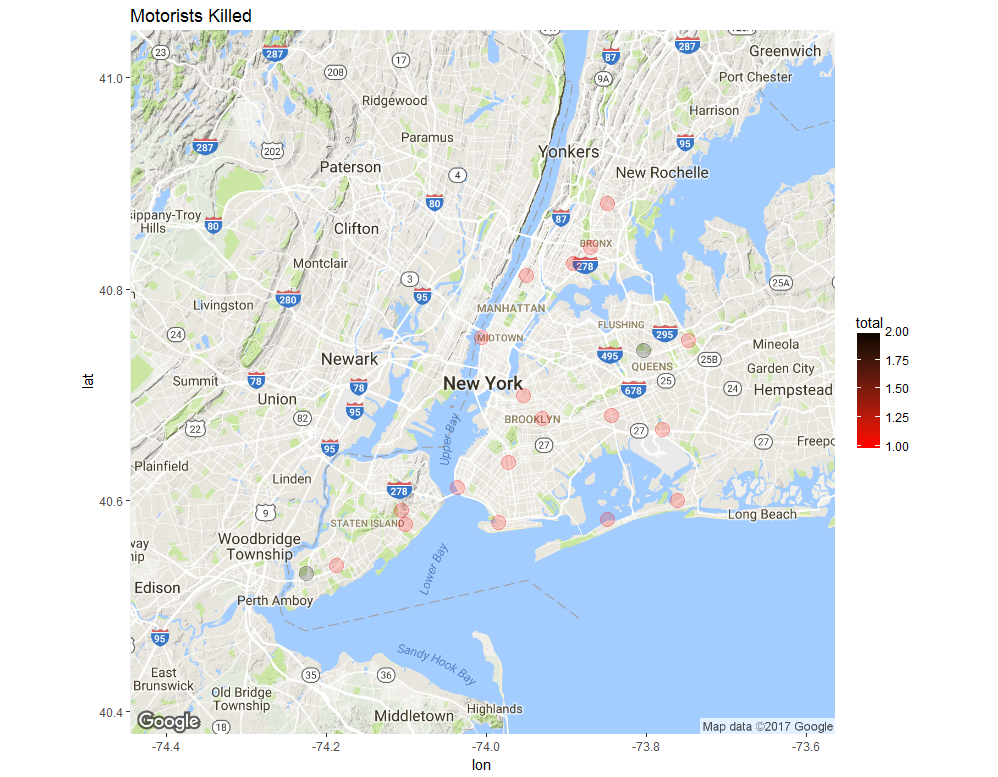 Motorists Killed
lat
41.0
40.8
40.6
40.4
23
287
208
17
87
9A
287
Greenwich
Port Chester
Ridgewood
Harrison
Paramus
95
287
202
Yonkers
Paterson
4
New Rochelle
80
sippany-Troy
Hills
80
87
Clifton
BRONX
Montclair
278
3
25A
280
95
Livingston
MANHATTAN
FLUSHING
24
MIDTOWN
295
Mineola
Newark
495
25B
QUEENS
Garden City
Summit
78
78
New York
25
24
Hempstead
678
Union
95
82
BROOKLYN
22
27
27
Freepo
95
27
253
Upper Bay
Plainfield
Linden
278
9
STATEN ISLAND
Long Beach
way
nip
Woodbridge
Township
Lower Bay
Edison
Perth Amboy
95
Sandy Hook Bay
East
Brunswick
35
36
Old Bridge
Township
Middletown
Highlands
18
Google
Map data ©2017 Google
-74.4
-74.2
-74.0
-73.8
-73.6
lon
total
2.00
1.75
1.50
1.25
1.00